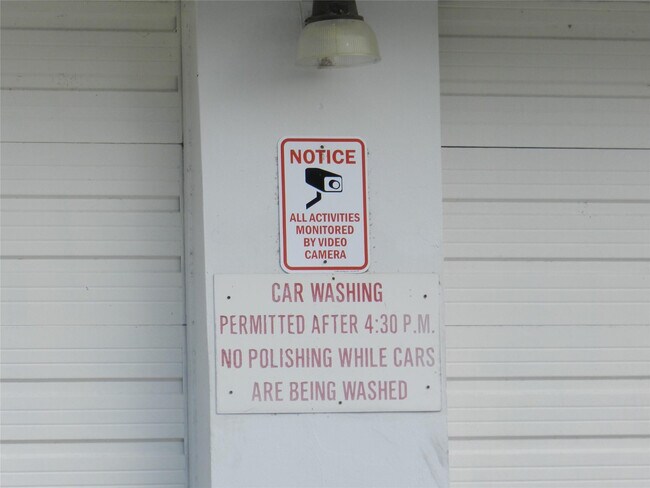 NOTICE
ALL ACTIVITIES
MONITORED
BY VIDEO
CAMERA
CAR WASHING
PERMITTED AFTER 4:30 P.M.
NO POLISHING WHILE CARS
ARE BEING WASHED